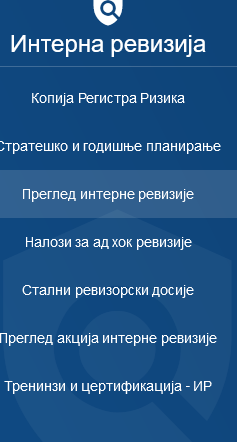 Интерна ревизија
Копија Регистра Ризика
Стратешко и годишње планирање
Преглед интерне ревизије
Налози за ад хок ревизије
Стални ревизорски досије
Преглед акција интерне ревизије
Тренинзи и цертификација - ИР